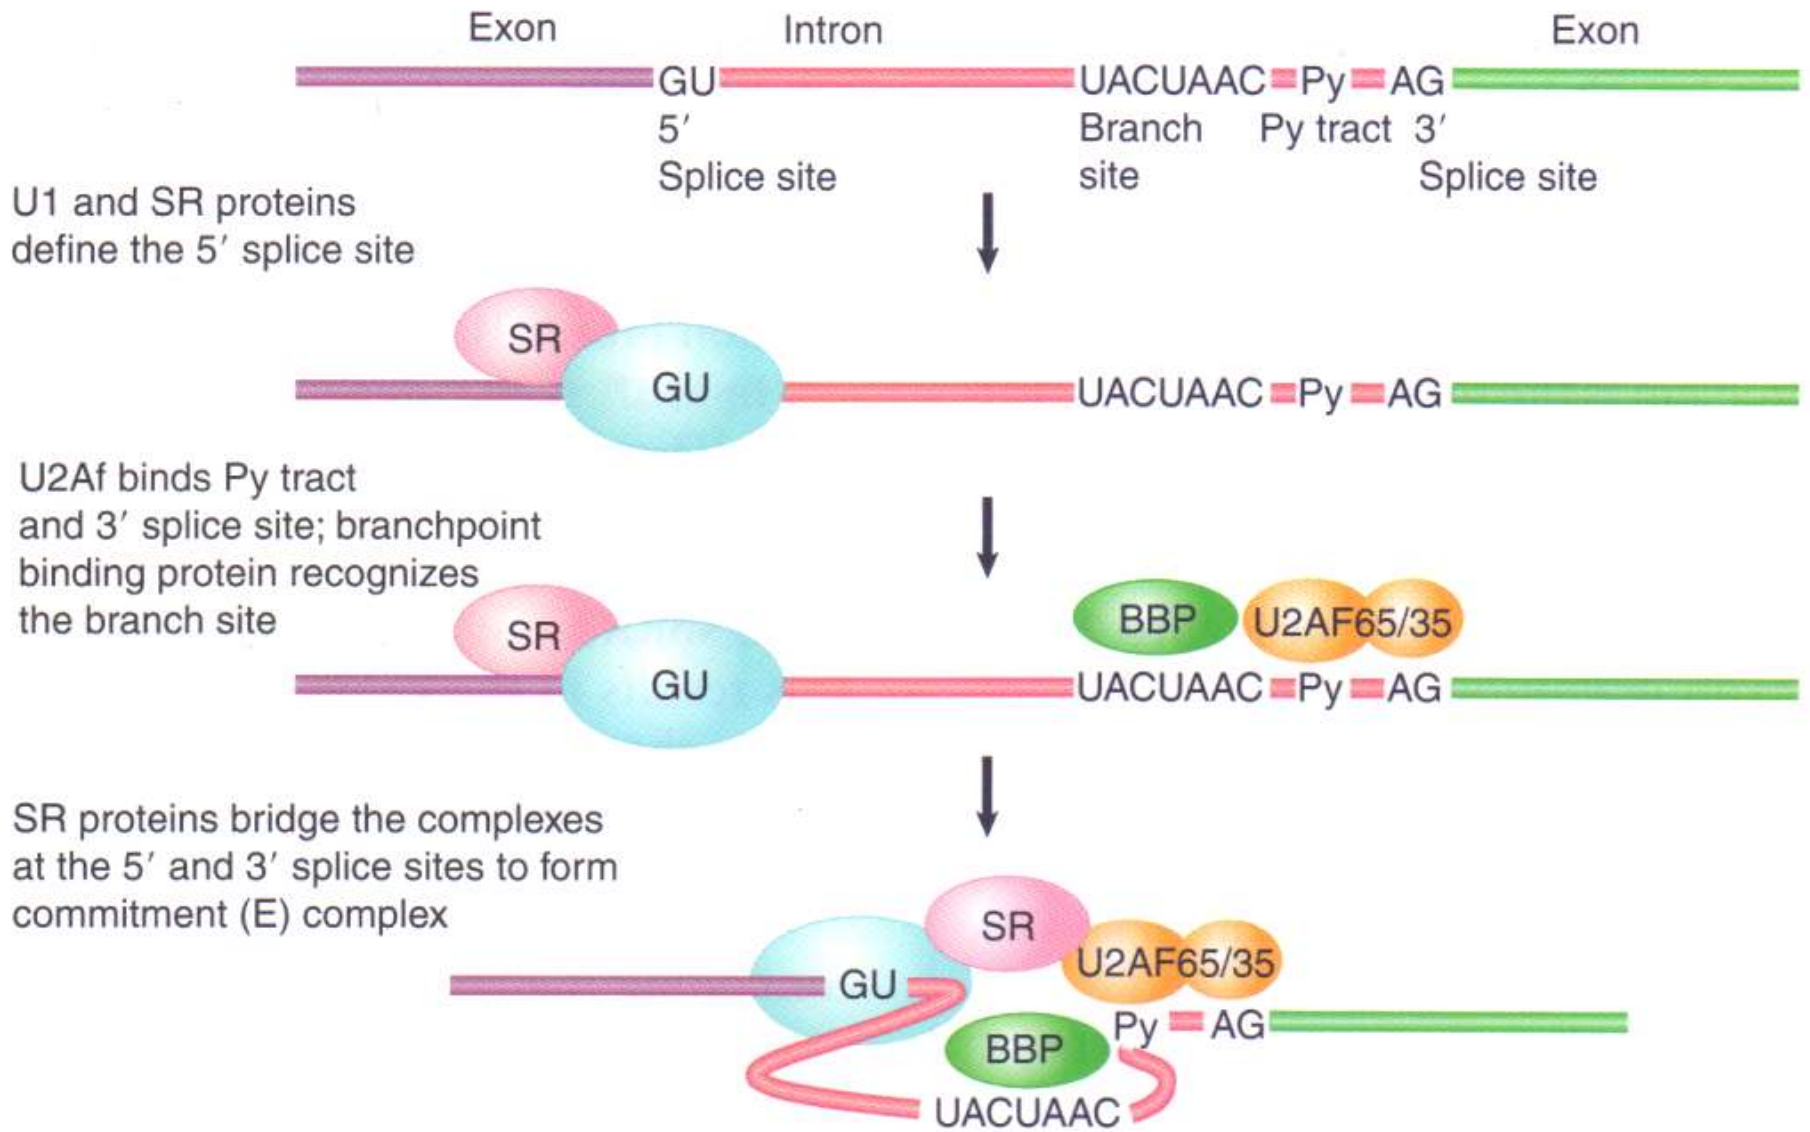 Exon Intron Exon
GU UACUAAC Py AG
5′ Branch Py tract 3′
Splice site site Splice site
U1 and SR proteins
define the 5′ splice site
SR
GU UACUAAC Py AG
U2Af binds Py tract
and 3′ splice site; branchpoint
binding protein recognizes
the branch site
SR BBP U2AF65/35
GU UACUAAC Py AG
SR proteins bridge the complexes
at the 5′ and 3′ splice sites to form
commitment (E) complex
SR
U2AF65/35
GU
Py AG
BBP
UACUAAC